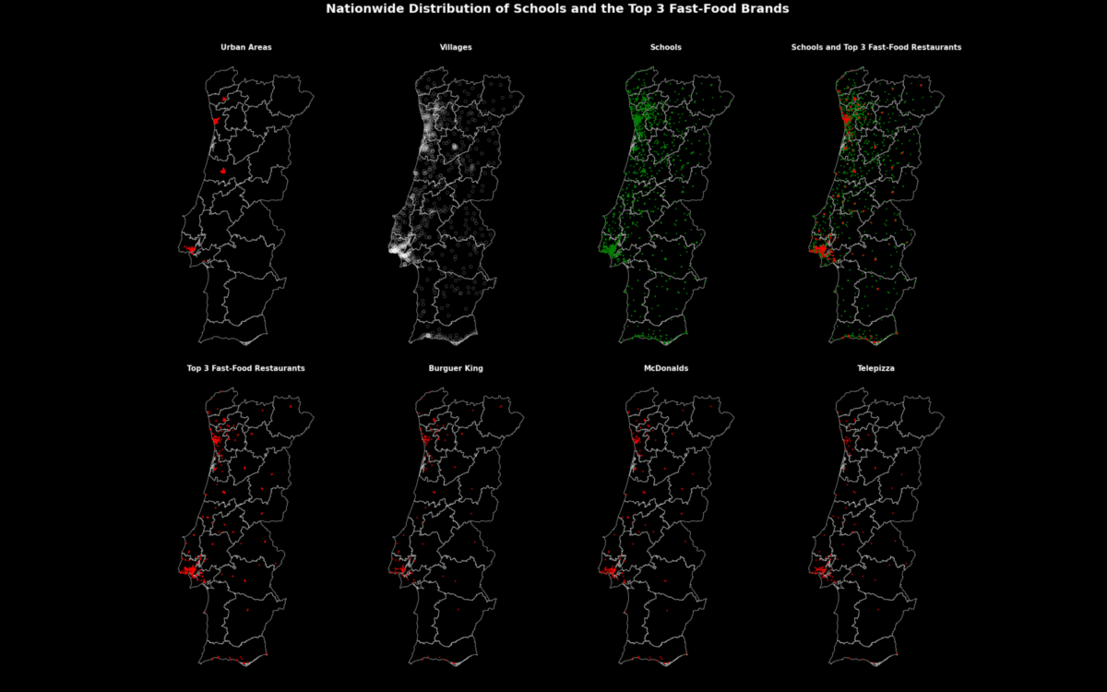 Nationwide Distribution of Schools and the Top 3 Fast-Food Brands
Urban Areas
Villages
Schools
Schools and Top 3 Fast-Food Restaurants
Top 3 Fast-Food Restaurants
Burguer King
McDonalds
Telepizza